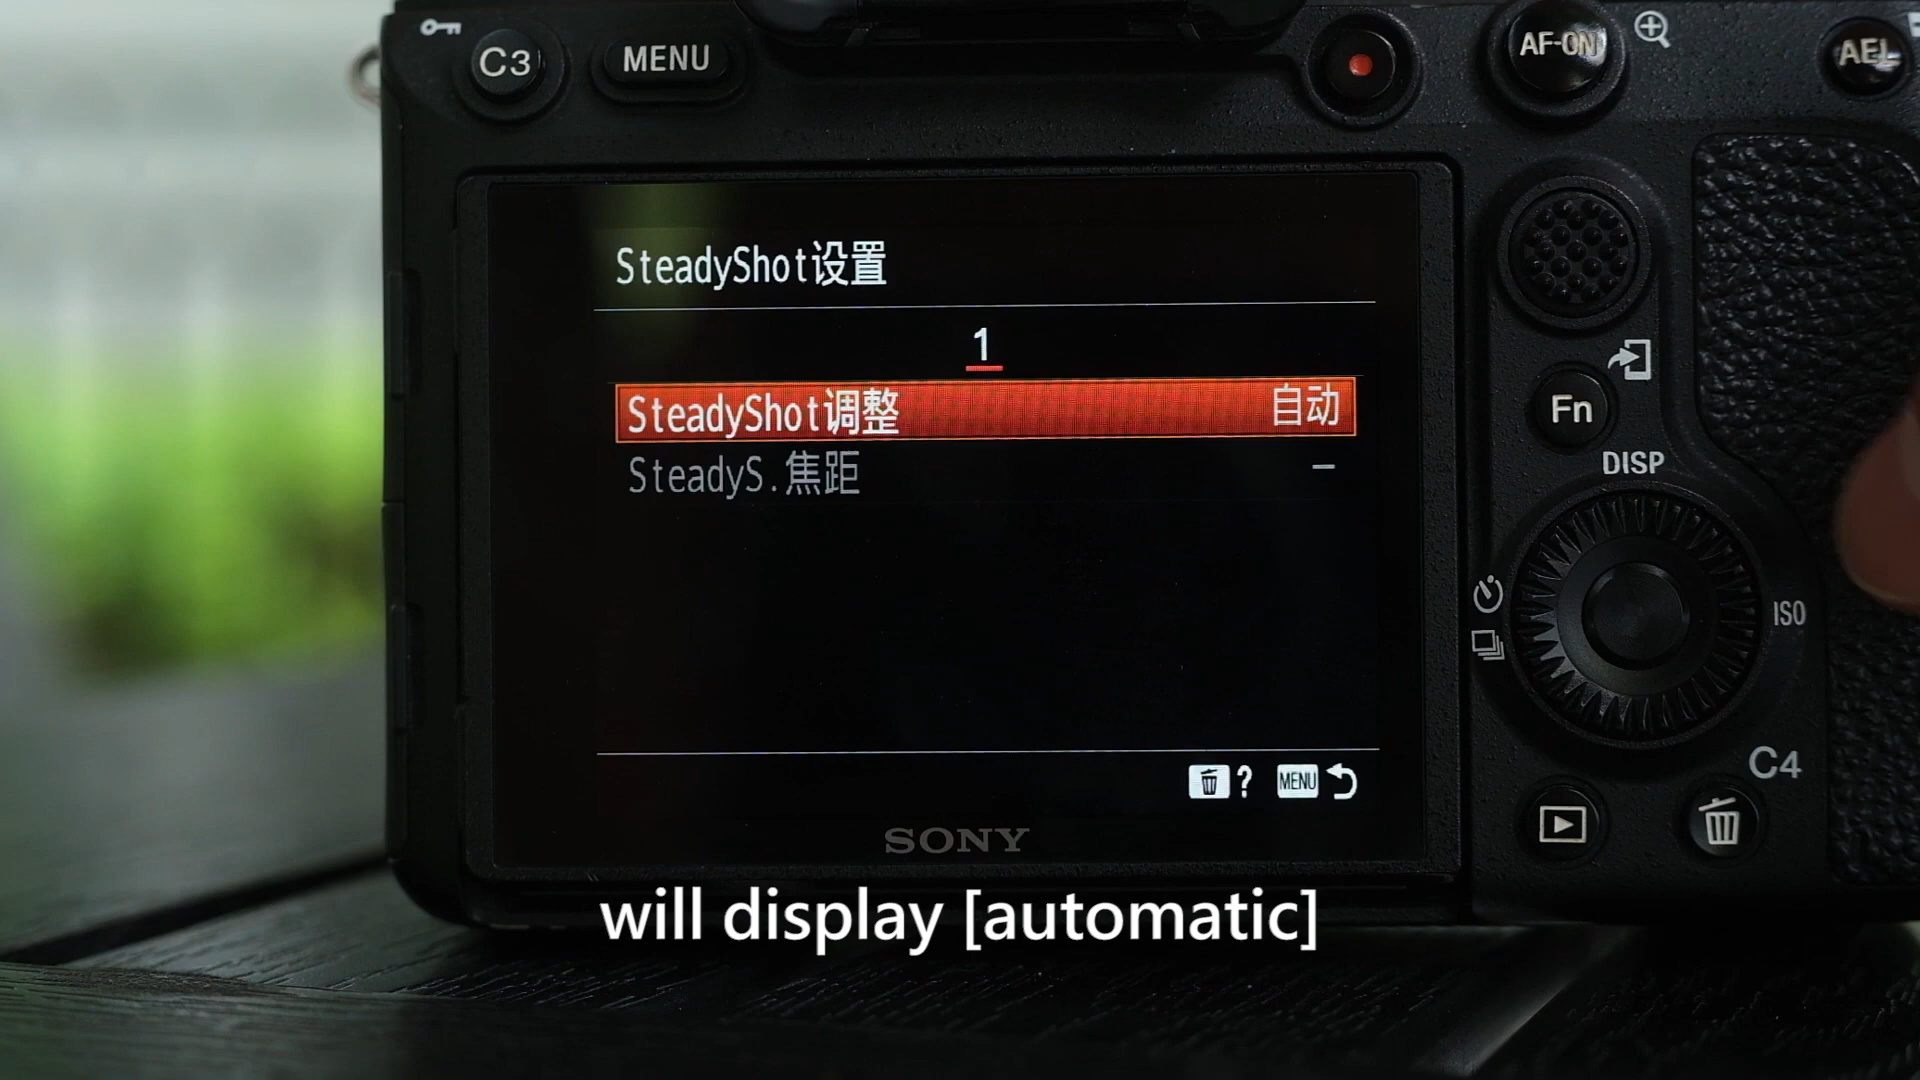 C3
MENU
AF-ON
AEL
SteadyShot设置
1
SteadyShot调整 自动
SteadyS.焦距 –
Fn
DISP
ISO
? MENU
C4
SONY
will display [automatic]